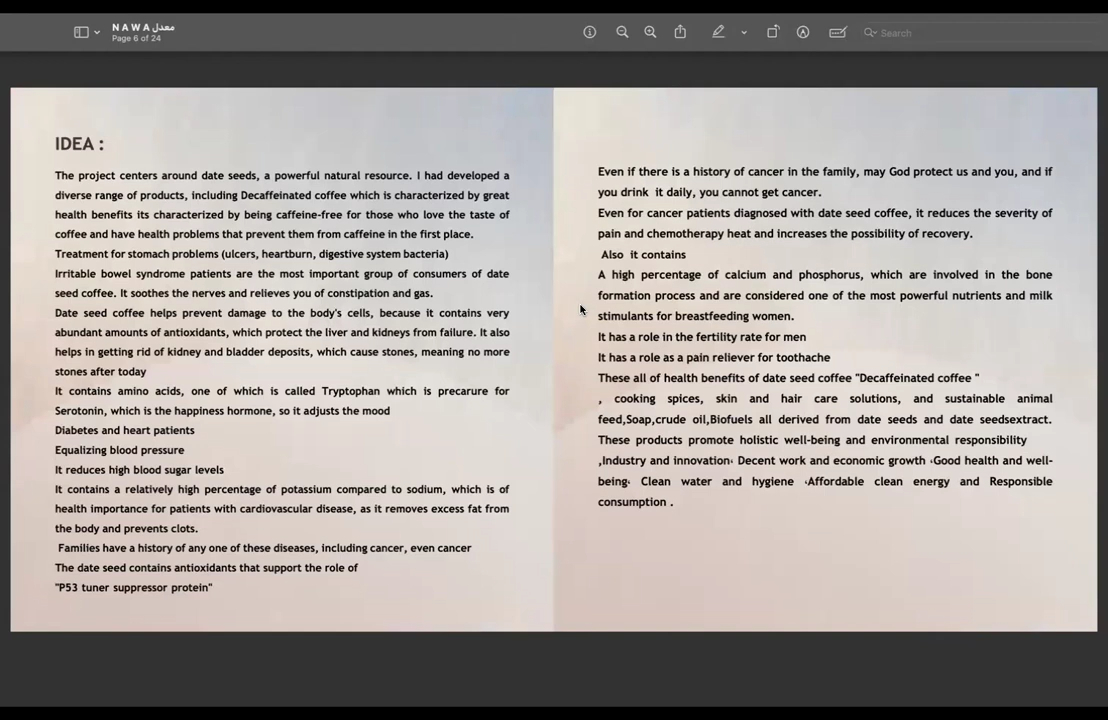 N A W A معدل
Page 6 of 24
Search
IDEA :
The project centers around date seeds, a powerful natural resource. I had developed a
diverse range of products, including Decaffeinated coffee which is characterized by great
health benefits its characterized by being caffeine-free for those who love the taste of
coffee and have health problems that prevent them from caffeine in the first place.
Treatment for stomach problems (ulcers, heartburn, digestive system bacteria)
Irritable bowel syndrome patients are the most important group of consumers of date
seed coffee. It soothes the nerves and relieves you of constipation and gas.
Date seed coffee helps prevent damage to the body's cells, because it contains very
abundant amounts of antioxidants, which protect the liver and kidneys from failure. It also
helps in getting rid of kidney and bladder deposits, which cause stones, meaning no more
stones after today
It contains amino acids, one of which is called Tryptophan which is precarure for
Serotonin, which is the happiness hormone, so it adjusts the mood
Diabetes and heart patients
Equalizing blood pressure
It reduces high blood sugar levels
It contains a relatively high percentage of potassium compared to sodium, which is of
health importance for patients with cardiovascular disease, as it removes excess fat from
the body and prevents clots.
Families have a history of any one of these diseases, including cancer, even cancer
The date seed contains antioxidants that support the role of
"P53 tuner suppressor protein"
Even if there is a history of cancer in the family, may God protect us and you, and if
you drink it daily, you cannot get cancer.
Even for cancer patients diagnosed with date seed coffee, it reduces the severity of
pain and chemotherapy heat and increases the possibility of recovery.
Also it contains
A high percentage of calcium and phosphorus, which are involved in the bone
formation process and are considered one of the most powerful nutrients and milk
stimulants for breastfeeding women.
It has a role in the fertility rate for men
It has a role as a pain reliever for toothache
These all of health benefits of date seed coffee "Decaffeinated coffee "
, cooking spices, skin and hair care solutions, and sustainable animal
feed,Soap,crude oil,Biofuels all derived from date seeds and date seedsextract.
These products promote holistic well-being and environmental responsibility
,Industry and innovation، Decent work and economic growth ،Good health and well-
being، Clean water and hygiene ،Affordable clean energy and Responsible
consumption .